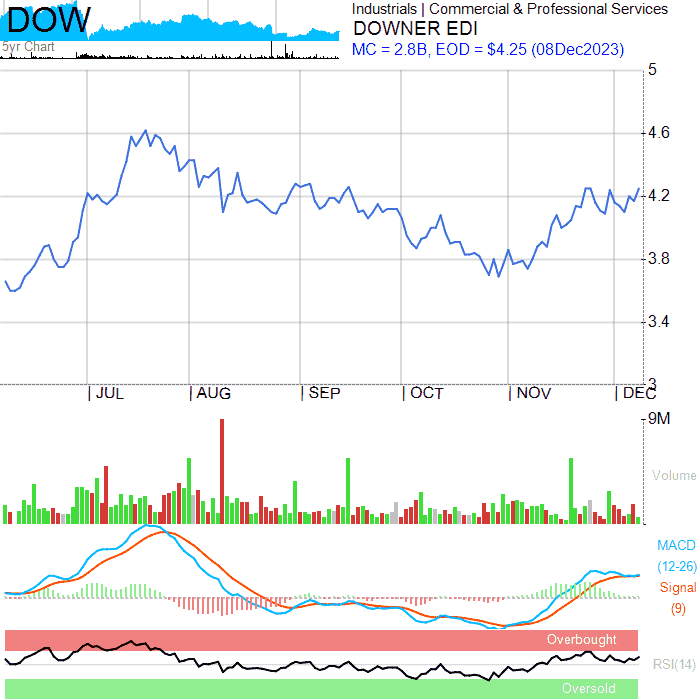 DOW
5yr Chart
Industrials | Commercial & Professional Services
DOWNER EDI
MC = 2.8B, EOD = $4.25 (08Dec2023)
5
4.6
4.2
3.8
3.4
3
| JUL | AUG | SEP | OCT | NOV | DEC
9M
Volume
MACD
(12-26)
Signal
(9)
Overbought
RSI(14)
Oversold